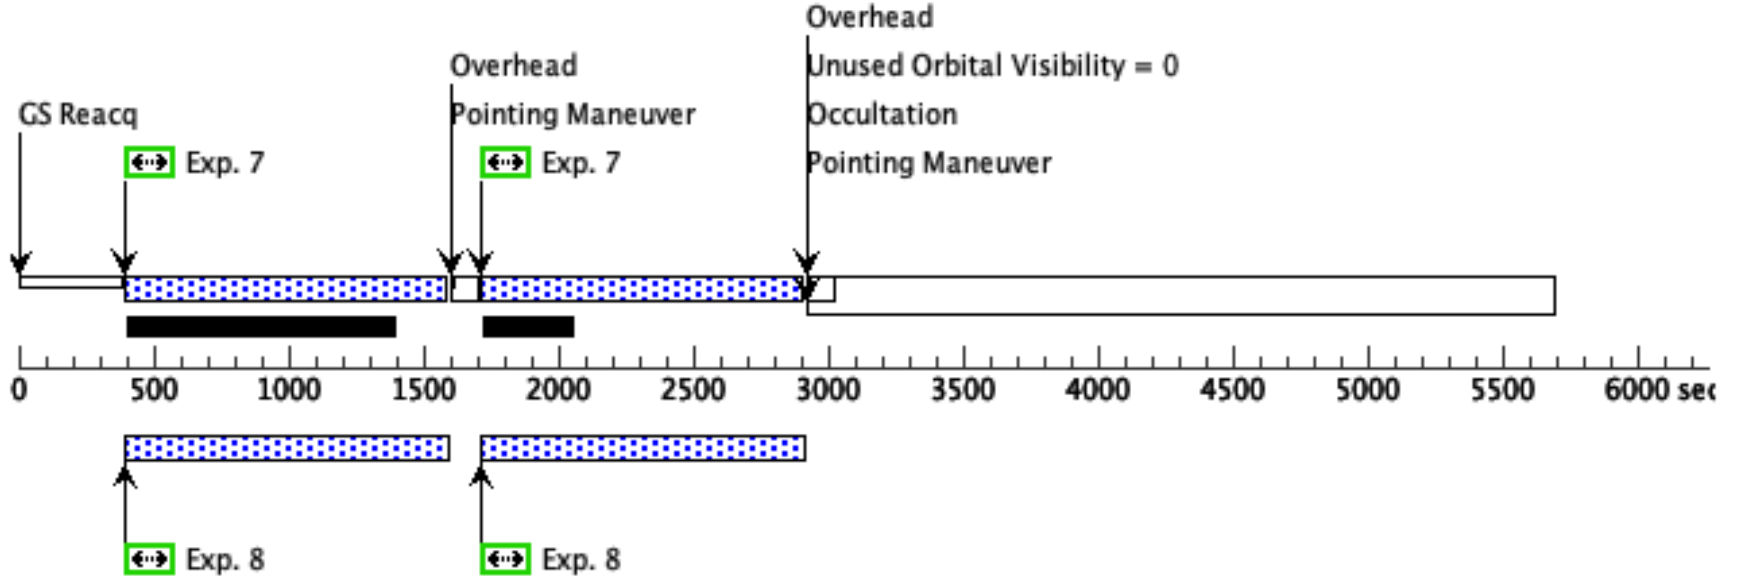 Overhead
Overhead
Unused Orbital Visibility = 0
GS Reacq
Pointing Maneuver
Occultation
Exp. 7
Exp. 7
Pointing Maneuver
0 500 1000 1500 2000 2500 3000 3500 4000 4500 5000 5500 6000 sec
Exp. 8
Exp. 8